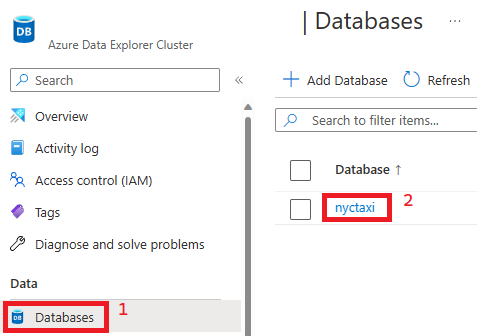 DB
Azure Data Explorer Cluster
| Databases ...
Search «
Overview
Activity log
Access control (IAM)
Tags
Diagnose and solve problems
Data
DB Databases 1
+ Add Database Refresh
Search to filter items...
Database ↑
nyctaxi 2